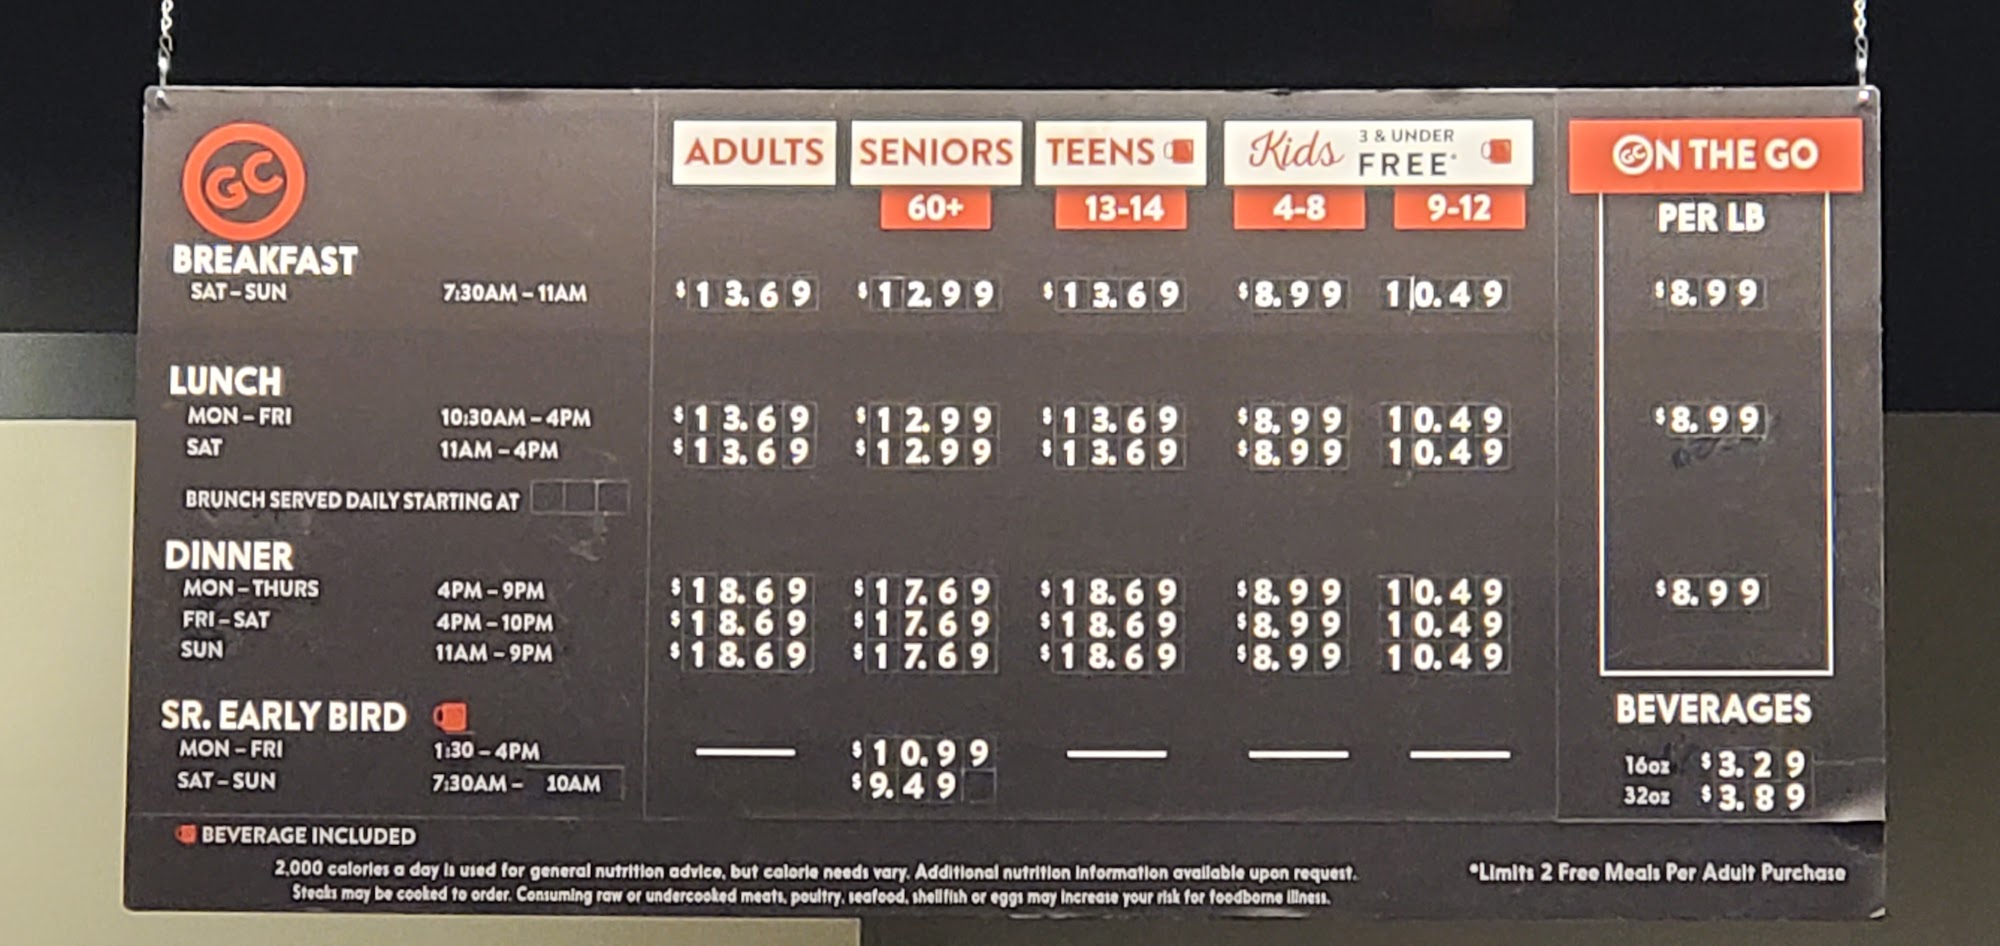 ADULTS SENIORS TEENS Kids 3 & UNDER FREE* GC ON THE GO
60+ 13-14 4-8 9-12 PER LB
GC
BREAKFAST
SAT – SUN 7:30AM – 11AM $13.69 $12.99 $13.69 $8.99 10.49 $8.99
LUNCH
MON – FRI 10:30AM – 4PM $13.69 $12.99 $13.69 $8.99 10.49 $8.99
SAT 11AM – 4PM $13.69 $12.99 $13.69 $8.99 10.49
BRUNCH SERVED DAILY STARTING AT
DINNER
MON – THURS 4PM – 9PM $18.69 $17.69 $18.69 $8.99 10.49 $8.99
FRI – SAT 4PM – 10PM $18.69 $17.69 $18.69 $8.99 10.49
SUN 11AM – 9PM $18.69 $17.69 $18.69 $8.99 10.49
SR. EARLY BIRD BEVERAGES
MON – FRI 1:30 – 4PM $10.99 16oz $3.29
SAT – SUN 7:30AM – 10AM $9.49 32oz $3.89
BEVERAGE INCLUDED
2,000 calories a day is used for general nutrition advice, but calorie needs vary. Additional nutrition information available upon request. *Limits 2 Free Meals Per Adult Purchase
Steaks may be cooked to order. Consuming raw or undercooked meats, poultry, seafood, shellfish or eggs may increase your risk for foodborne illness.